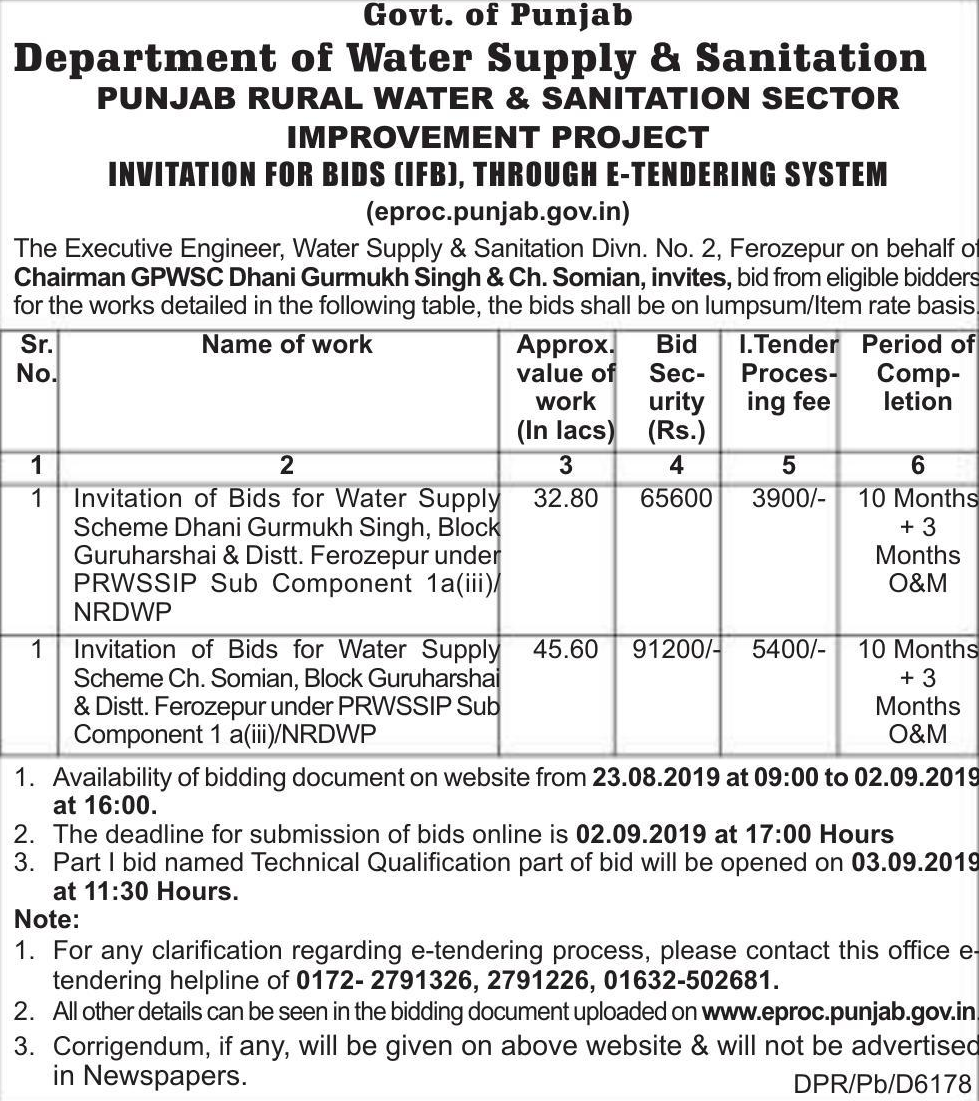 Govt. of Punjab
Department of Water Supply & Sanitation
PUNJAB RURAL WATER & SANITATION SECTOR
IMPROVEMENT PROJECT
INVITATION FOR BIDS (IFB), THROUGH E-TENDERING SYSTEM
(eproc.punjab.gov.in)
The Executive Engineer, Water Supply & Sanitation Divn. No. 2, Ferozepur on behalf of
Chairman GPWSC Dhani Gurmukh Singh & Ch. Somian, invites, bid from eligible bidders
for the works detailed in the following table, the bids shall be on lumpsum/Item rate basis.
Sr. Name of work Approx. Bid I.Tender Period of
No. value of Sec- Proces- Comp-
work urity ing fee letion
(In lacs) (Rs.)
1 2 3 4 5 6
1 Invitation of Bids for Water Supply 32.80 65600 3900/- 10 Months
Scheme Dhani Gurmukh Singh, Block + 3
Guruharshai & Distt. Ferozepur under Months
PRWSSIP Sub Component 1a(iii)/ O&M
NRDWP
1 Invitation of Bids for Water Supply 45.60 91200/- 5400/- 10 Months
Scheme Ch. Somian, Block Guruharshai + 3
& Distt. Ferozepur under PRWSSIP Sub Months
Component 1 a(iii)/NRDWP O&M
1. Availability of bidding document on website from 23.08.2019 at 09:00 to 02.09.2019
at 16:00.
2. The deadline for submission of bids online is 02.09.2019 at 17:00 Hours
3. Part I bid named Technical Qualification part of bid will be opened on 03.09.2019
at 11:30 Hours.
Note:
1. For any clarification regarding e-tendering process, please contact this office e-
tendering helpline of 0172- 2791326, 2791226, 01632-502681.
2. All other details can be seen in the bidding document uploaded on www.eproc.punjab.gov.in.
3. Corrigendum, if any, will be given on above website & will not be advertised
in Newspapers.
DPR/Pb/D6178